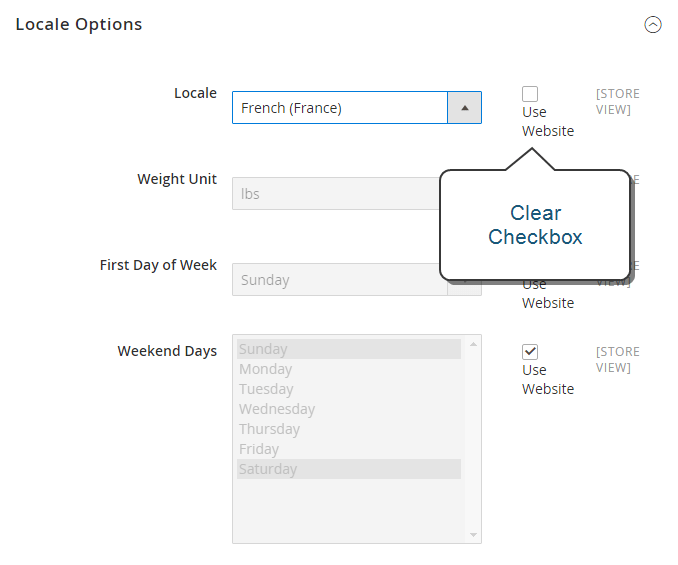 Locale Options
Locale
French (France)
Use
Website
[STORE
VIEW]
Clear
Checkbox
Weight Unit
lbs
First Day of Week
Sunday
Use
Website
Weekend Days
Sunday
Monday
Tuesday
Wednesday
Thursday
Friday
Saturday
Use
Website
[STORE
VIEW]